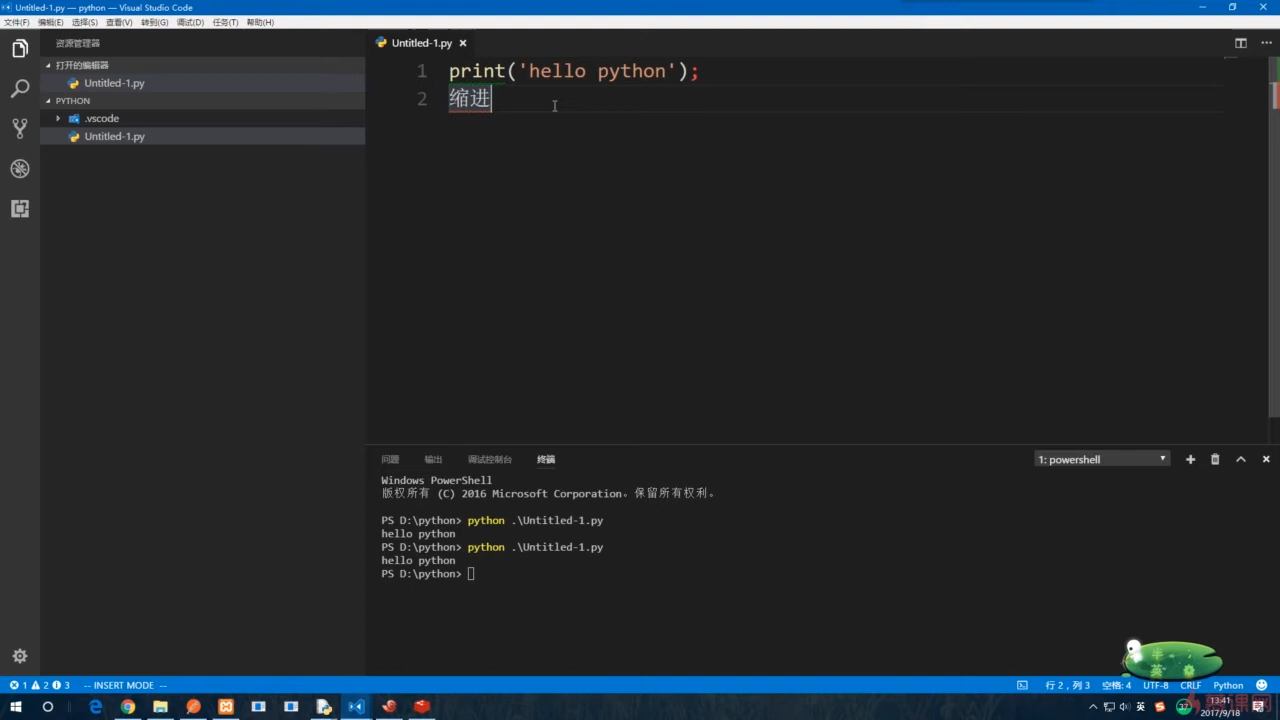 Untitled-1.py — python — Visual Studio Code
文件(F) 编辑(E) 选择(S) 查看(V) 转到(G) 调试(D) 任务(T) 帮助(H)
资源管理器
打开的编辑器
Untitled-1.py
PYTHON
.vscode
Untitled-1.py
Untitled-1.py
1 print('hello python');
2 缩进
问题 输出 调试控制台 终端
1: powershell
Windows PowerShell
版权所有 (C) 2016 Microsoft Corporation。保留所有权利。
PS D:\python> python .\Untitled-1.py
hello python
PS D:\python> python .\Untitled-1.py
hello python
PS D:\python>
半
英
1 2 3 -- INSERT MODE --
行 2，列 3 空格: 4 UTF-8 CRLF Python
英
37
13:41
2017/9/18